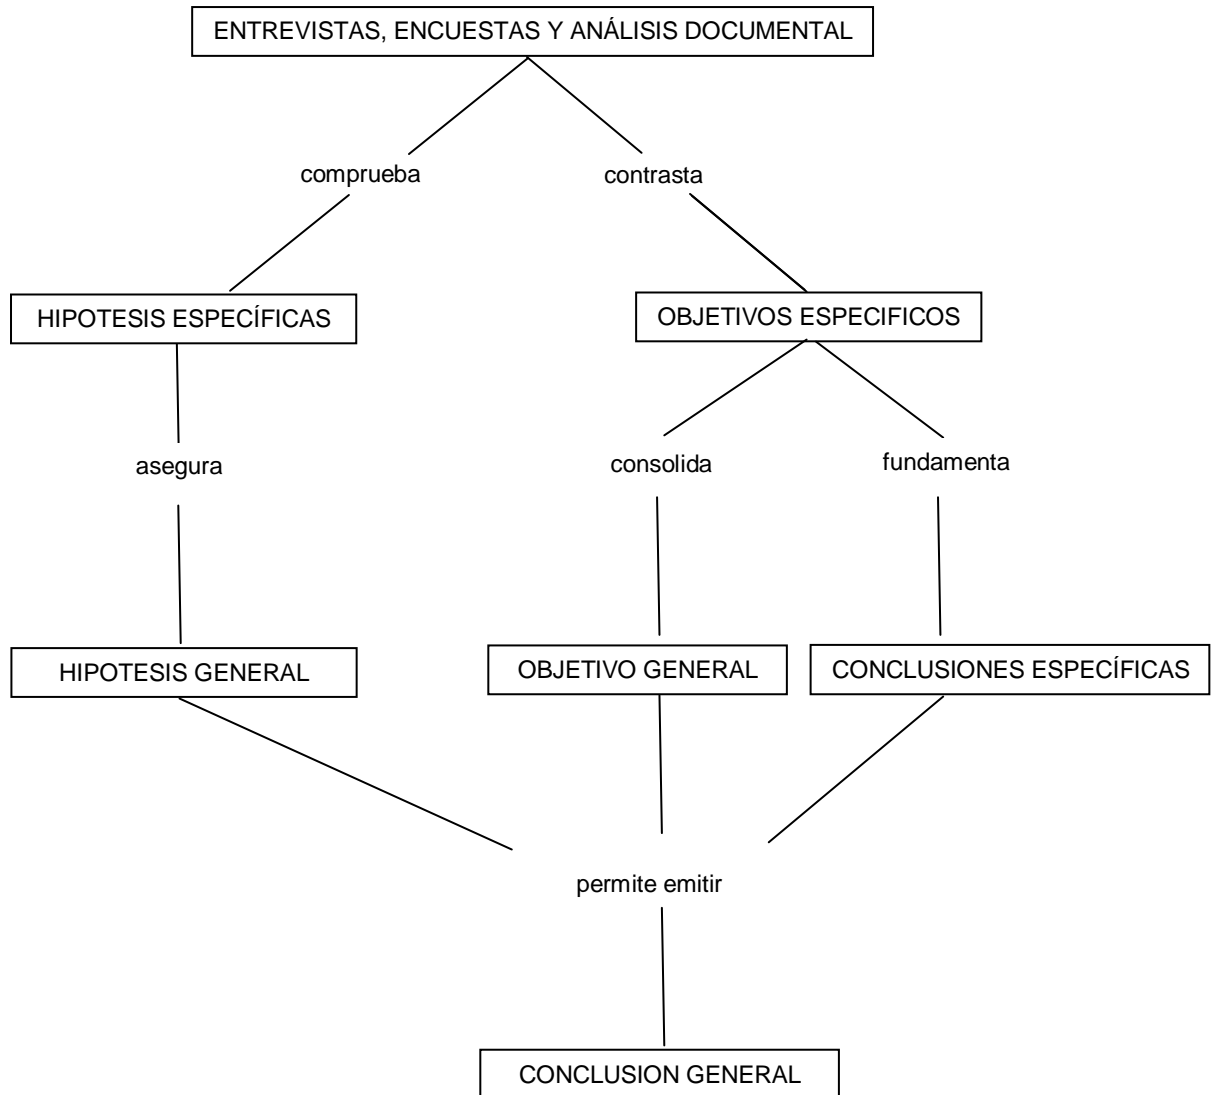 ENTREVISTAS, ENCUESTAS Y ANÁLISIS DOCUMENTAL
comprueba
contrasta
HIPOTESIS ESPECÍFICAS
OBJETIVOS ESPECIFICOS
asegura
consolida
fundamenta
HIPOTESIS GENERAL
OBJETIVO GENERAL
CONCLUSIONES ESPECÍFICAS
permite emitir
CONCLUSION GENERAL